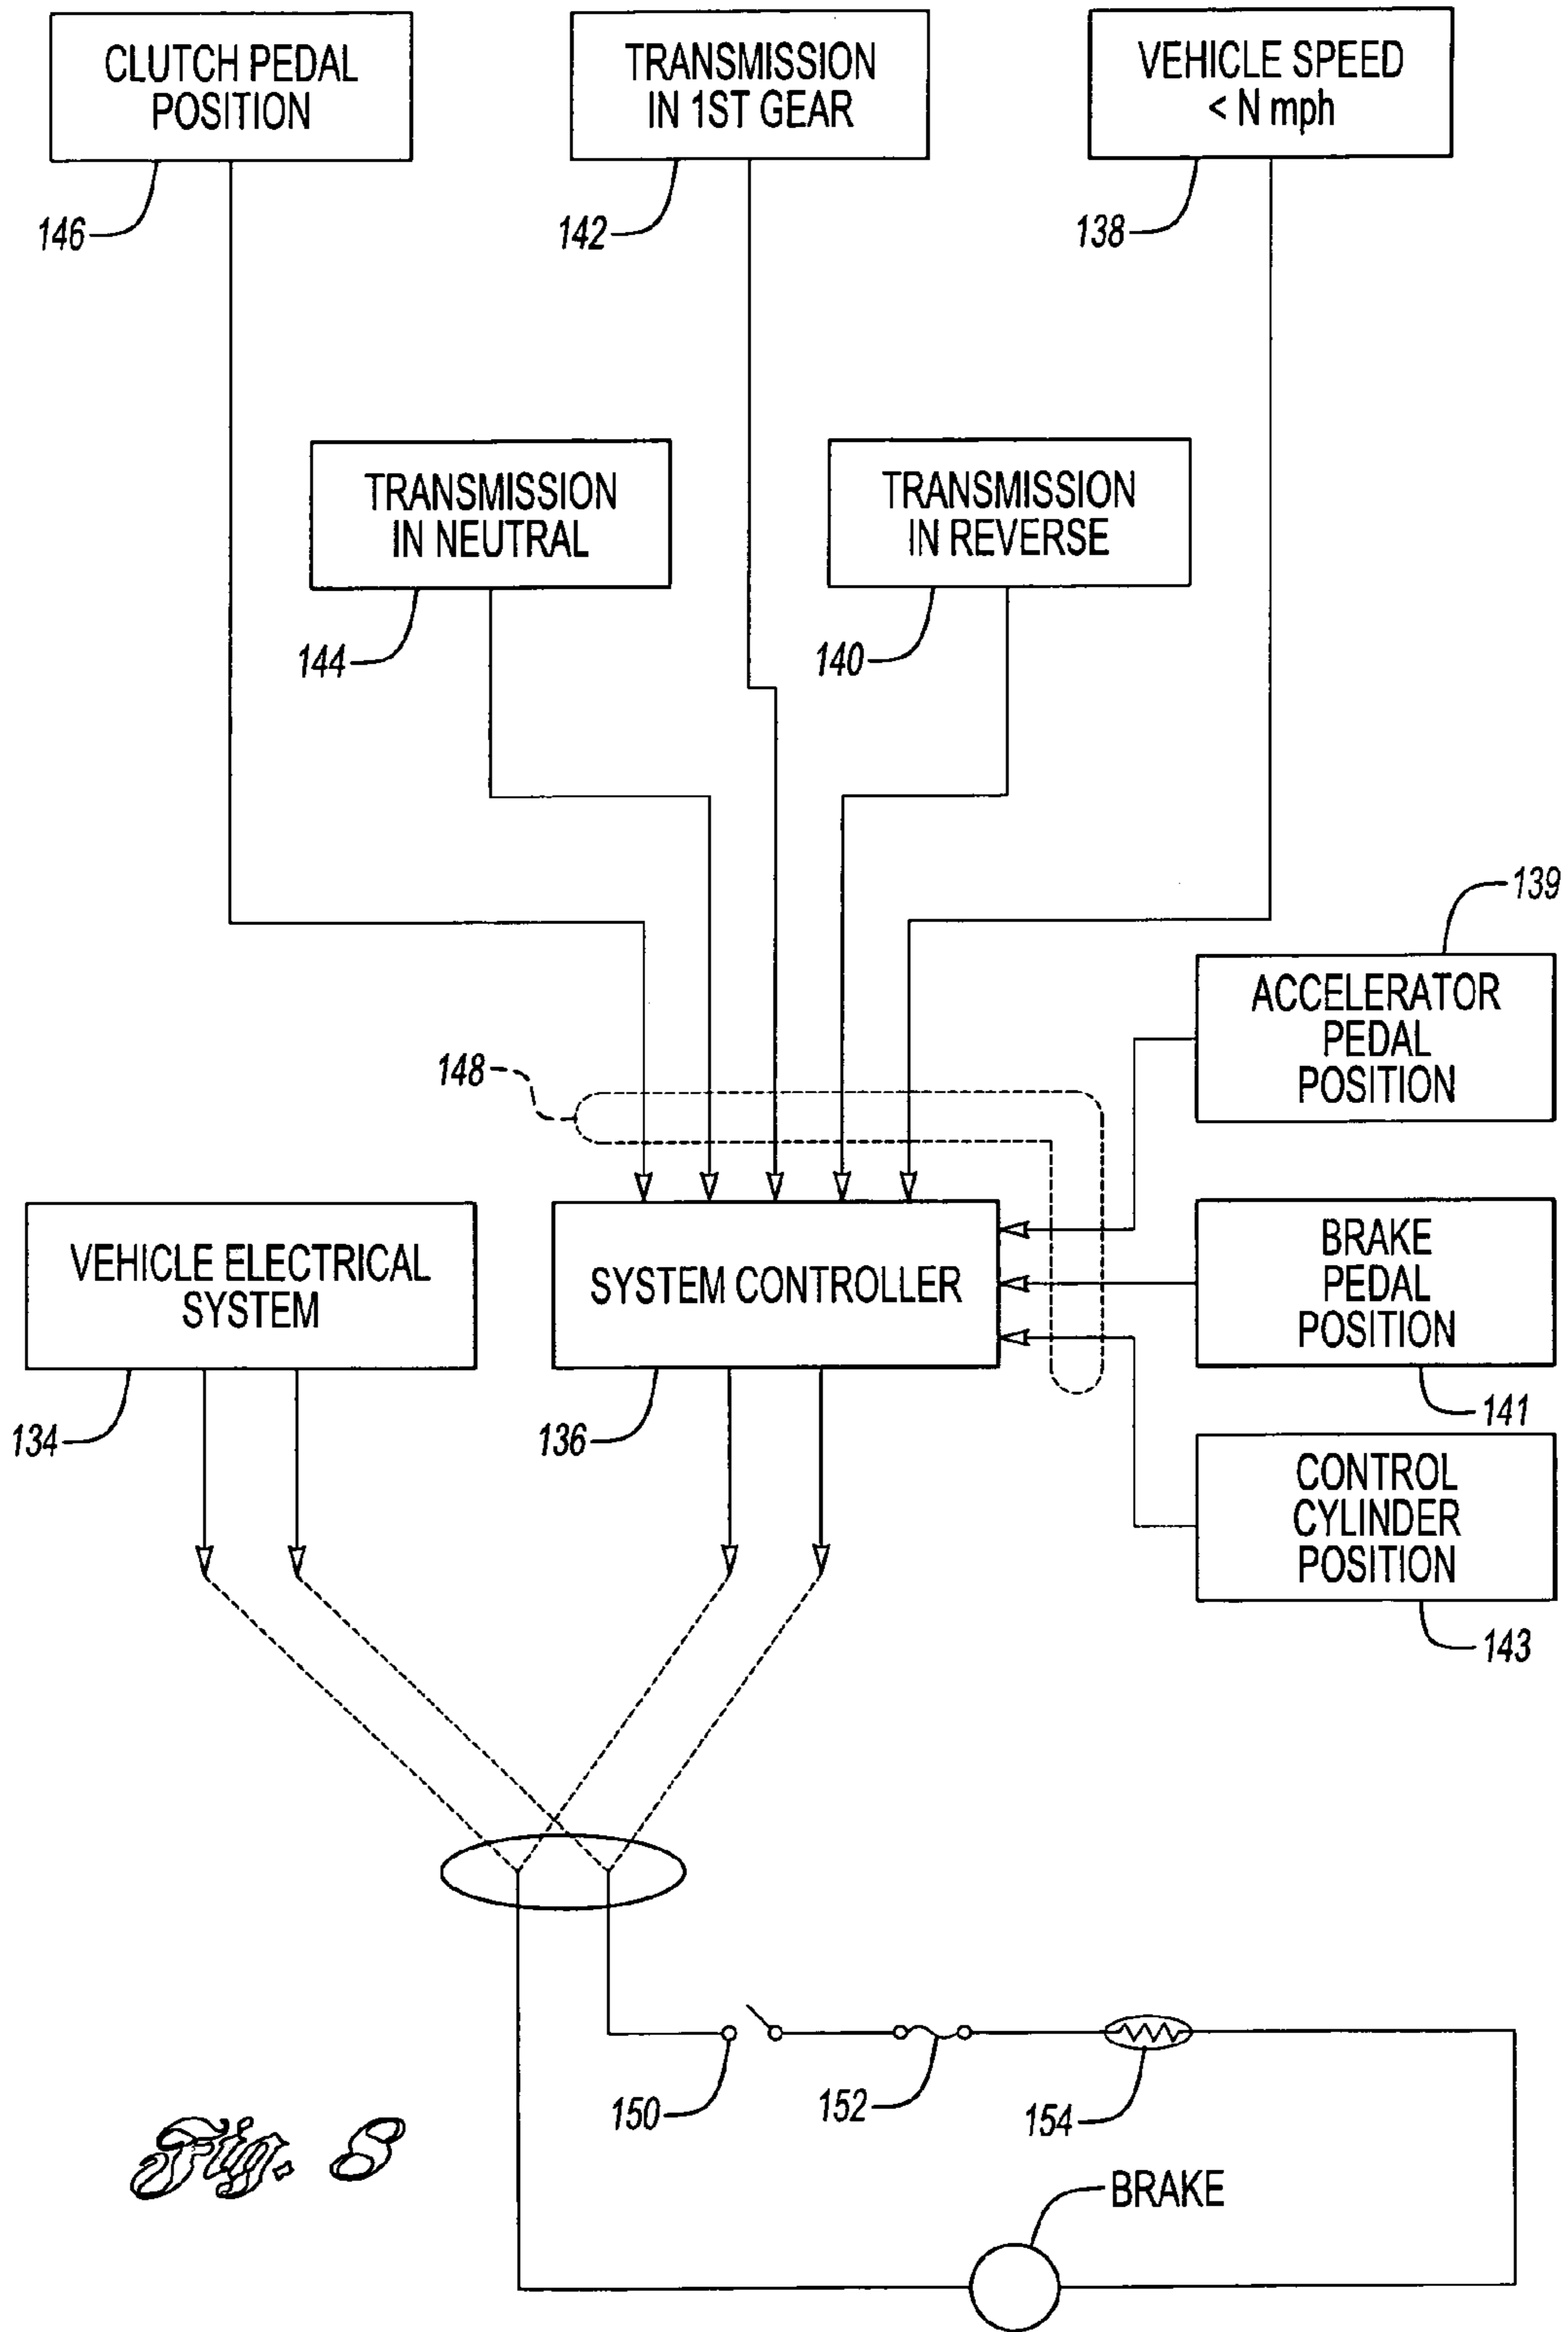 CLUTCH PEDAL
POSITION
TRANSMISSION
IN 1ST GEAR
VEHICLE SPEED
< N mph
146
142
138
TRANSMISSION
IN NEUTRAL
TRANSMISSION
IN REVERSE
144
140
139
ACCELERATOR
PEDAL
POSITION
148
VEHICLE ELECTRICAL
SYSTEM
SYSTEM CONTROLLER
BRAKE
PEDAL
POSITION
134
136
141
CONTROL
CYLINDER
POSITION
143
150
152
154
BRAKE
Fig. 8